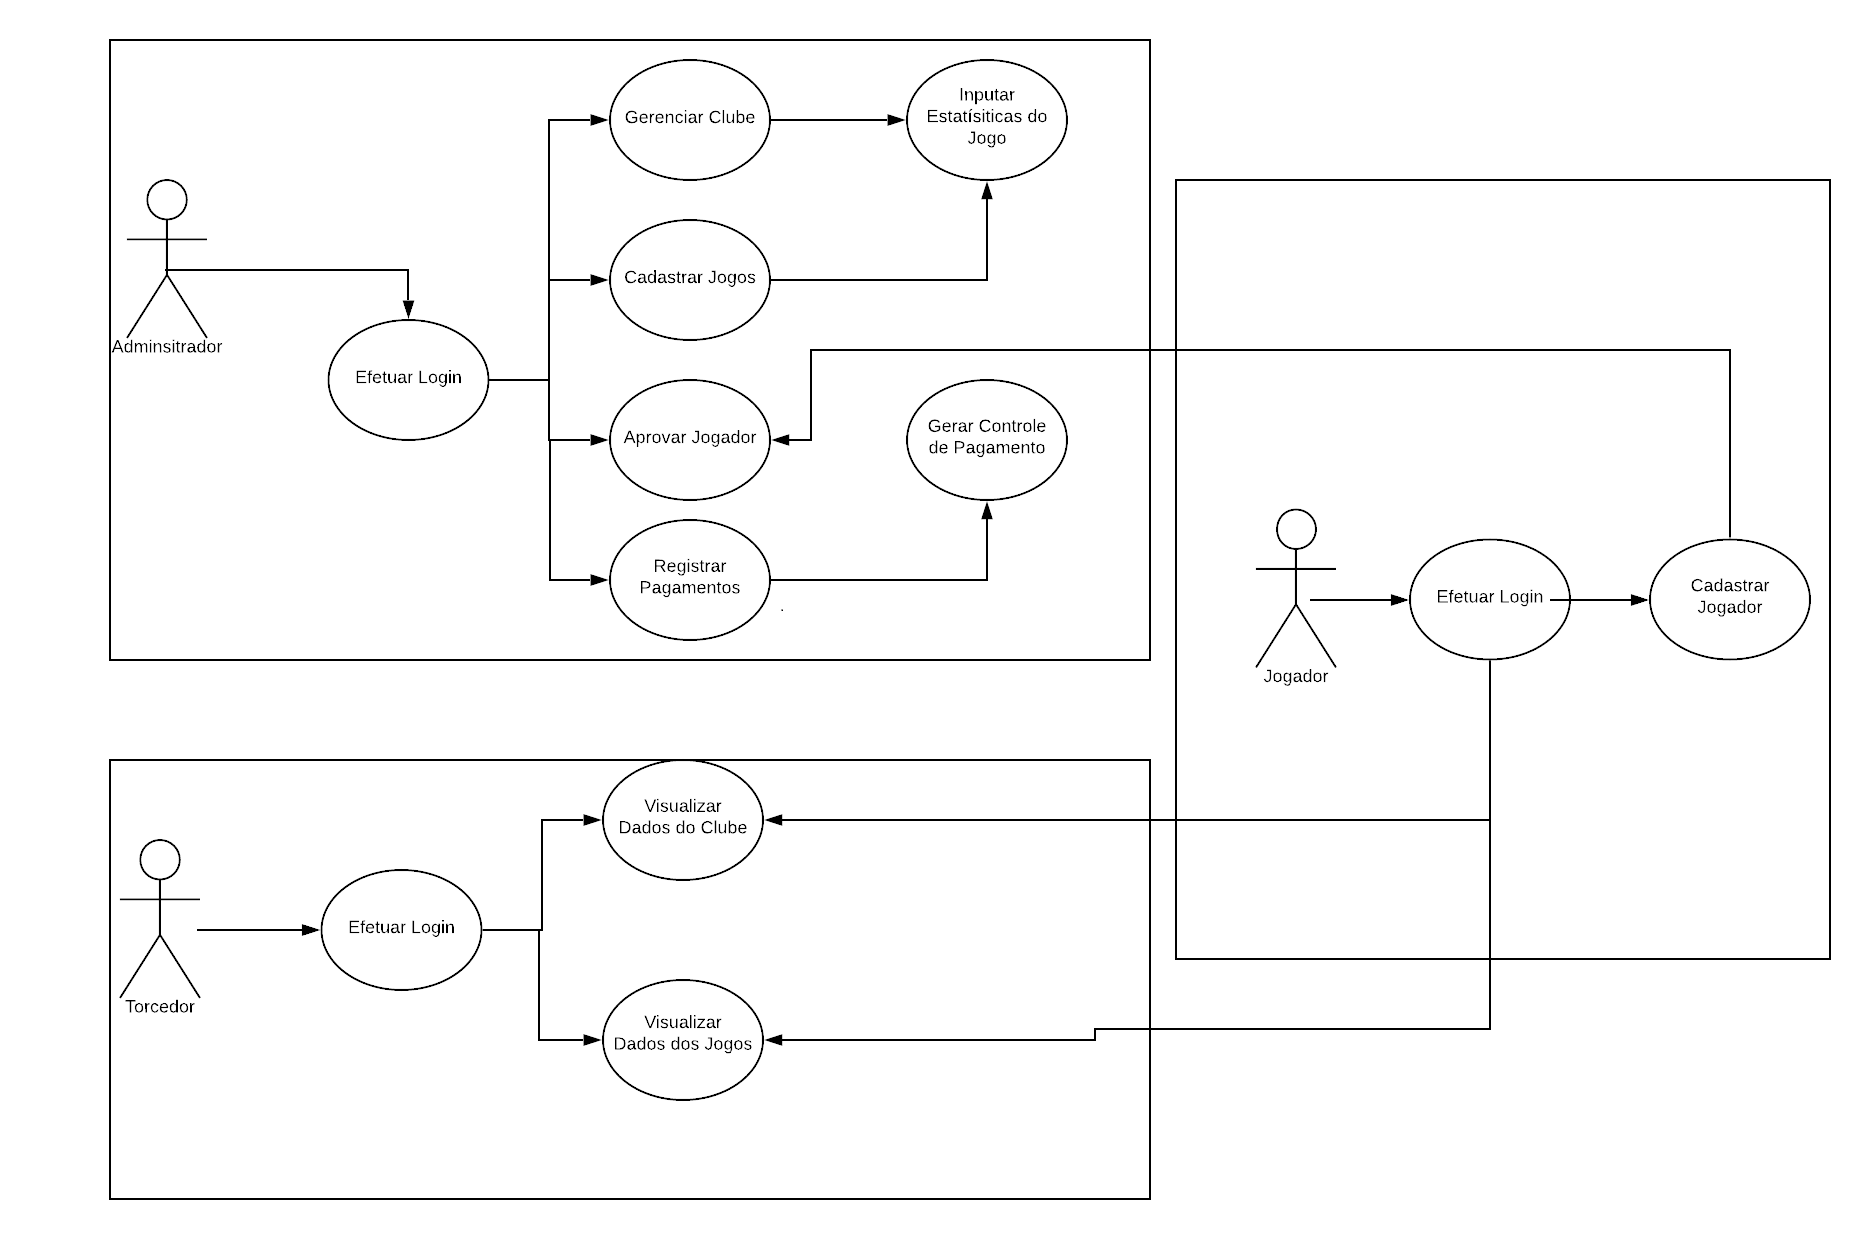 Gerenciar Clube
Inputar
Estatísiticas do
Jogo
Cadastrar Jogos
Adminsitrador
Efetuar Login
Aprovar Jogador
Gerar Controle
de Pagamento
Registrar
Pagamentos
.
Jogador
Efetuar Login
Cadastrar
Jogador
Visualizar
Dados do Clube
Torcedor
Efetuar Login
Visualizar
Dados dos Jogos